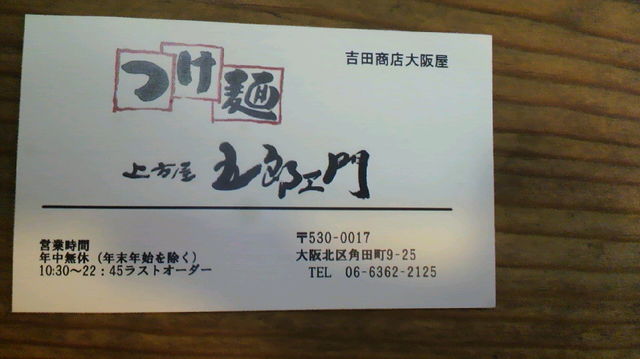 吉田商店大阪屋
つけ麺
上方屋 五郎ェ門
営業時間
年中無休（年末年始を除く）
10:30～22：45ラストオーダー
〒530-0017
大阪北区角田町9-25
TEL 06-6362-2125